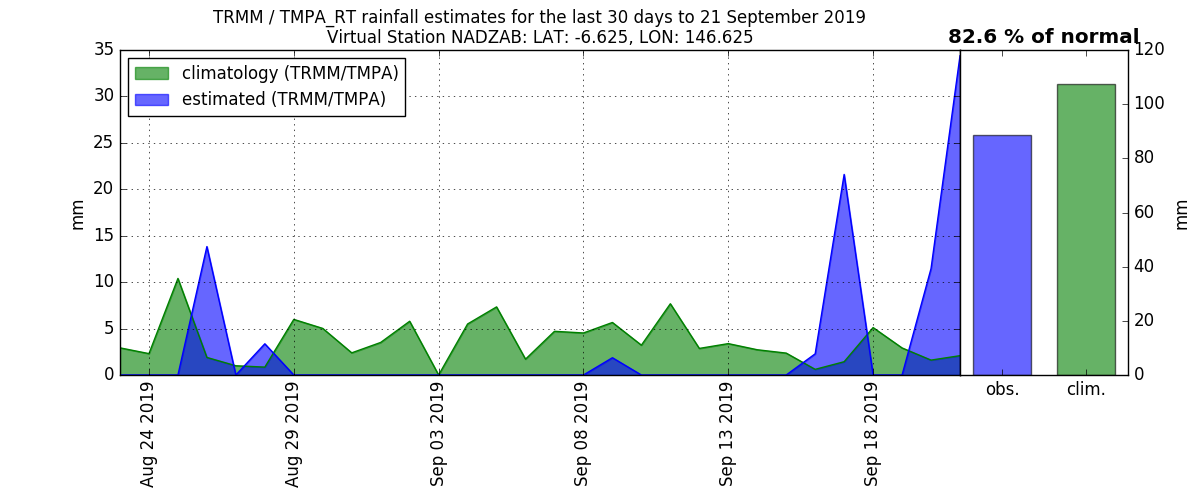 TRMM / TMPA_RT rainfall estimates for the last 30 days to 21 September 2019
Virtual Station NADZAB: LAT: -6.625, LON: 146.625
82.6 % of normal
climatology (TRMM/TMPA)
estimated (TRMM/TMPA)
35
30
25
20
15
10
5
0
mm
Aug 24 2019
Aug 29 2019
Sep 03 2019
Sep 08 2019
Sep 13 2019
Sep 18 2019
120
100
80
60
40
20
0
mm
obs.
clim.